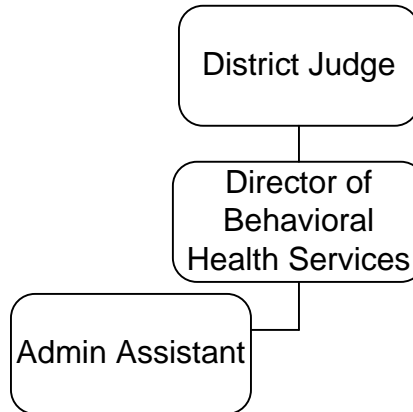 District Judge
Director of
Behavioral
Health Services
Admin Assistant